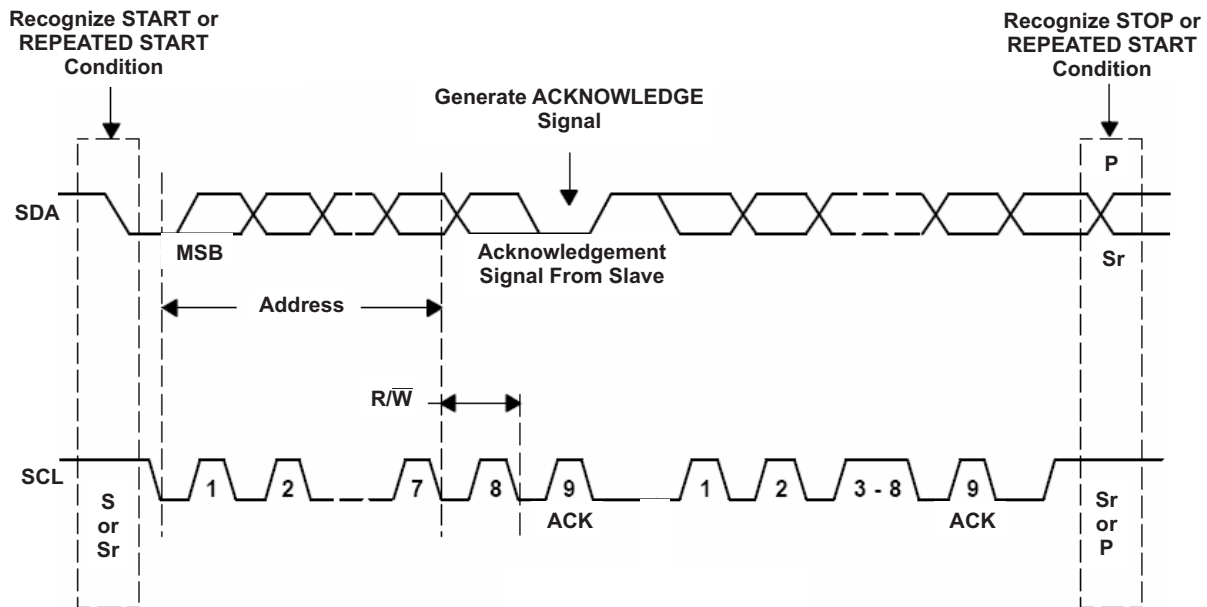 Recognize START or
REPEATED START
Condition
Recognize STOP or
REPEATED START
Condition
Generate ACKNOWLEDGE
Signal
P
SDA
MSB
Acknowledgement
Signal From Slave
Sr
Address
R/W̅
SCL
1
2
7
8
9
1
2
3 - 8
9
ACK
ACK
S
or
Sr
Sr
or
P